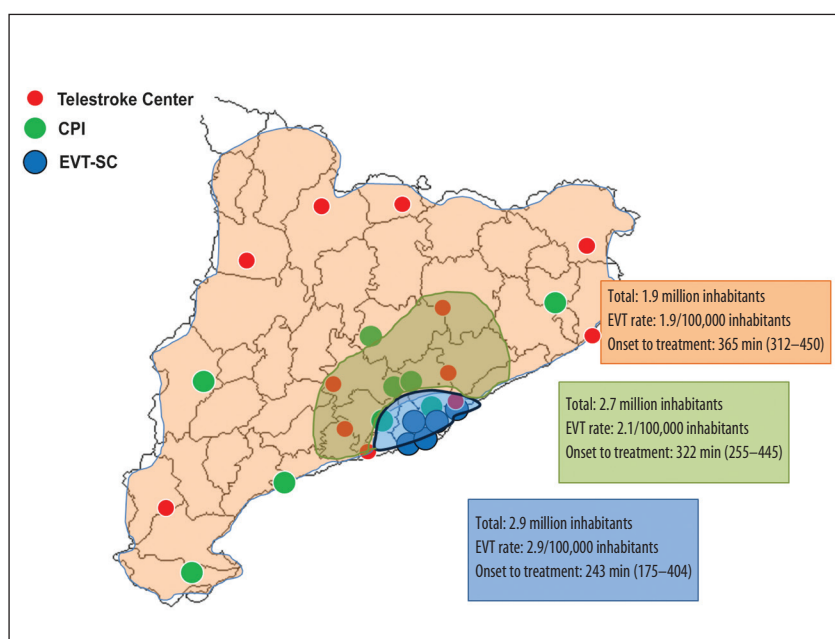 Telestroke Center
CPI
EVT-SC
Total: 1.9 million inhabitants
EVT rate: 1.9/100,000 inhabitants
Onset to treatment: 365 min (312–450)
Total: 2.7 million inhabitants
EVT rate: 2.1/100,000 inhabitants
Onset to treatment: 322 min (255–445)
Total: 2.9 million inhabitants
EVT rate: 2.9/100,000 inhabitants
Onset to treatment: 243 min (175–404)